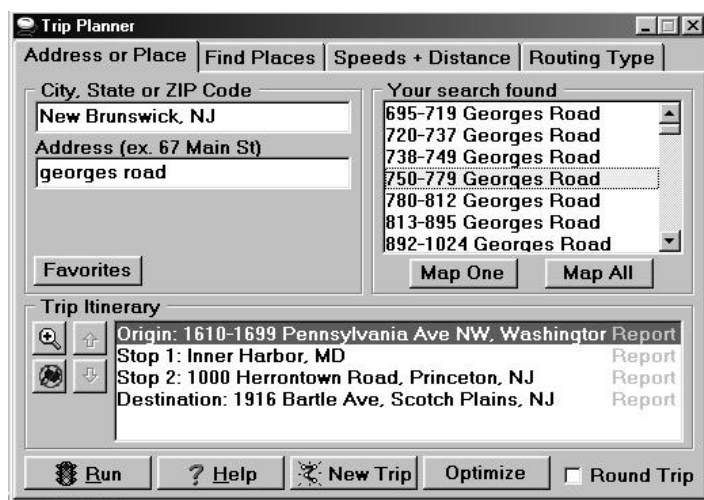 Trip Planner
Address or Place Find Places Speeds + Distance Routing Type
City, State or ZIP Code
New Brunswick, NJ
Address (ex. 67 Main St)
georges road
Favorites
Your search found
695-719 Georges Road
720-737 Georges Road
738-749 Georges Road
750-779 Georges Road
780-812 Georges Road
813-895 Georges Road
892-1024 Georges Road
Map One Map All
Trip Itinerary
Origin: 1610-1699 Pennsylvania Ave NW, Washingtor Report
Stop 1: Inner Harbor, MD Report
Stop 2: 1000 Herrontown Road, Princeton, NJ Report
Destination: 1916 Bartle Ave, Scotch Plains, NJ Report
Run ? Help New Trip Optimize Round Trip